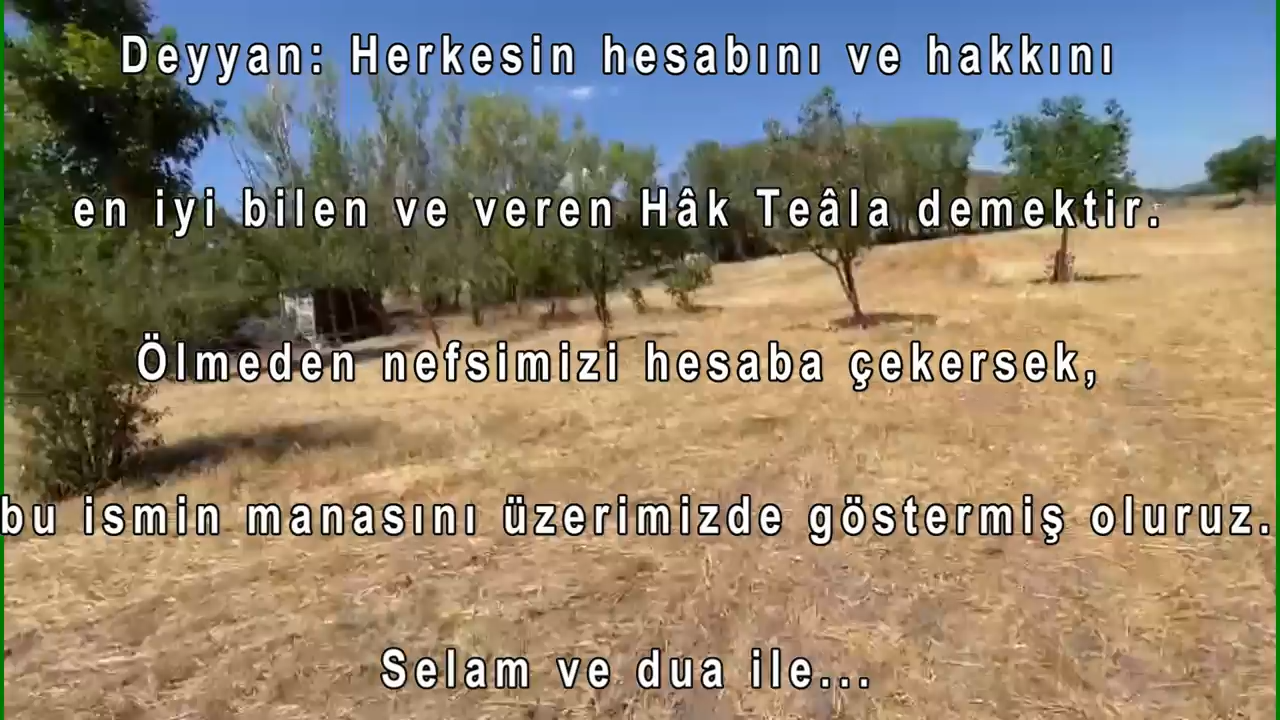 Deyyan: Herkesin hesabını ve hakkını
en iyi bilen ve veren Hâk Teâla demektir.
Ölmeden nefsimizi hesaba çekersek,
bu ismin manasını üzerimizde göstermiş oluruz.
Selam ve dua ile...